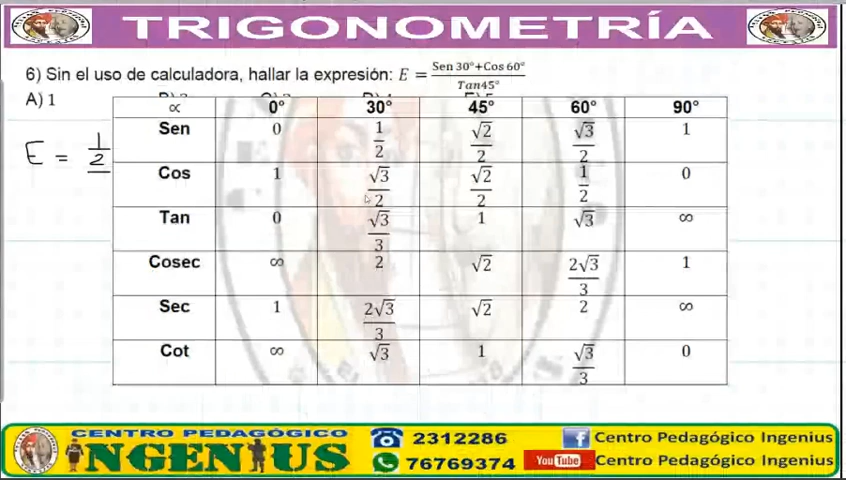 TRIGONOMETRÍA
6) Sin el uso de calculadora, hallar la expresión: E = (Sen 30°+Cos 60°)/(Tan45°)
A) 1
∝ 0° 30° 45° 60° 90°
Sen 0 1/2 √2/2 √3/2 1
E = 1/2
Cos 1 √3/2 √2/2 1/2 0
Tan 0 √3/3 1 √3 ∞
Cosec ∞ 2 √2 2√3/3 1
Sec 1 2√3/3 √2 2 ∞
Cot ∞ √3 1 √3/3 0
CENTRO PEDAGÓGICO
INGENIUS
2312286
76769374
f Centro Pedagógico Ingenius
YouTube Centro Pedagógico Ingenius